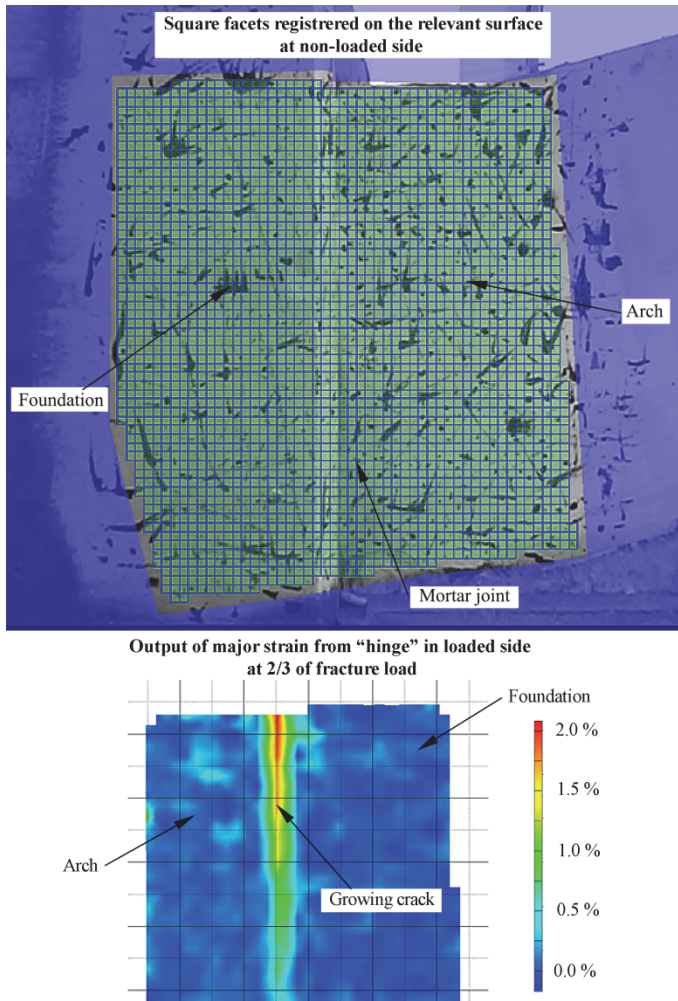 Square facets registrered on the relevant surface
at non-loaded side
Arch
Foundation
Mortar joint
Output of major strain from “hinge” in loaded side
at 2/3 of fracture load
Foundation
2.0 %
1.5 %
1.0 %
0.5 %
0.0 %
Arch
Growing crack